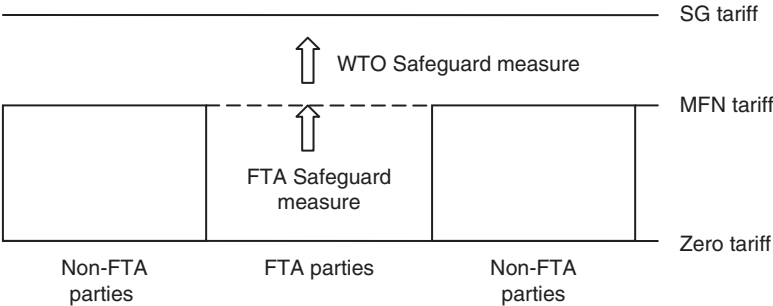 SG tariff
WTO Safeguard measure
MFN tariff
FTA Safeguard
measure
Zero tariff
Non-FTA
parties
FTA parties
Non-FTA
parties